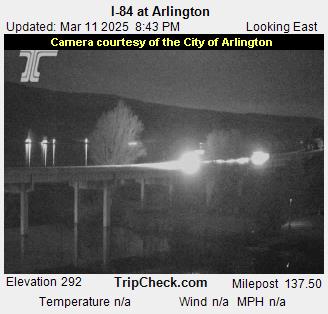 I-84 at Arlington
Updated: Mar 11 2025 8:43 PM Looking East
Camera courtesy of the City of Arlington
Elevation 292 TripCheck.com Milepost 137.50
Temperature n/a Wind n/a MPH n/a